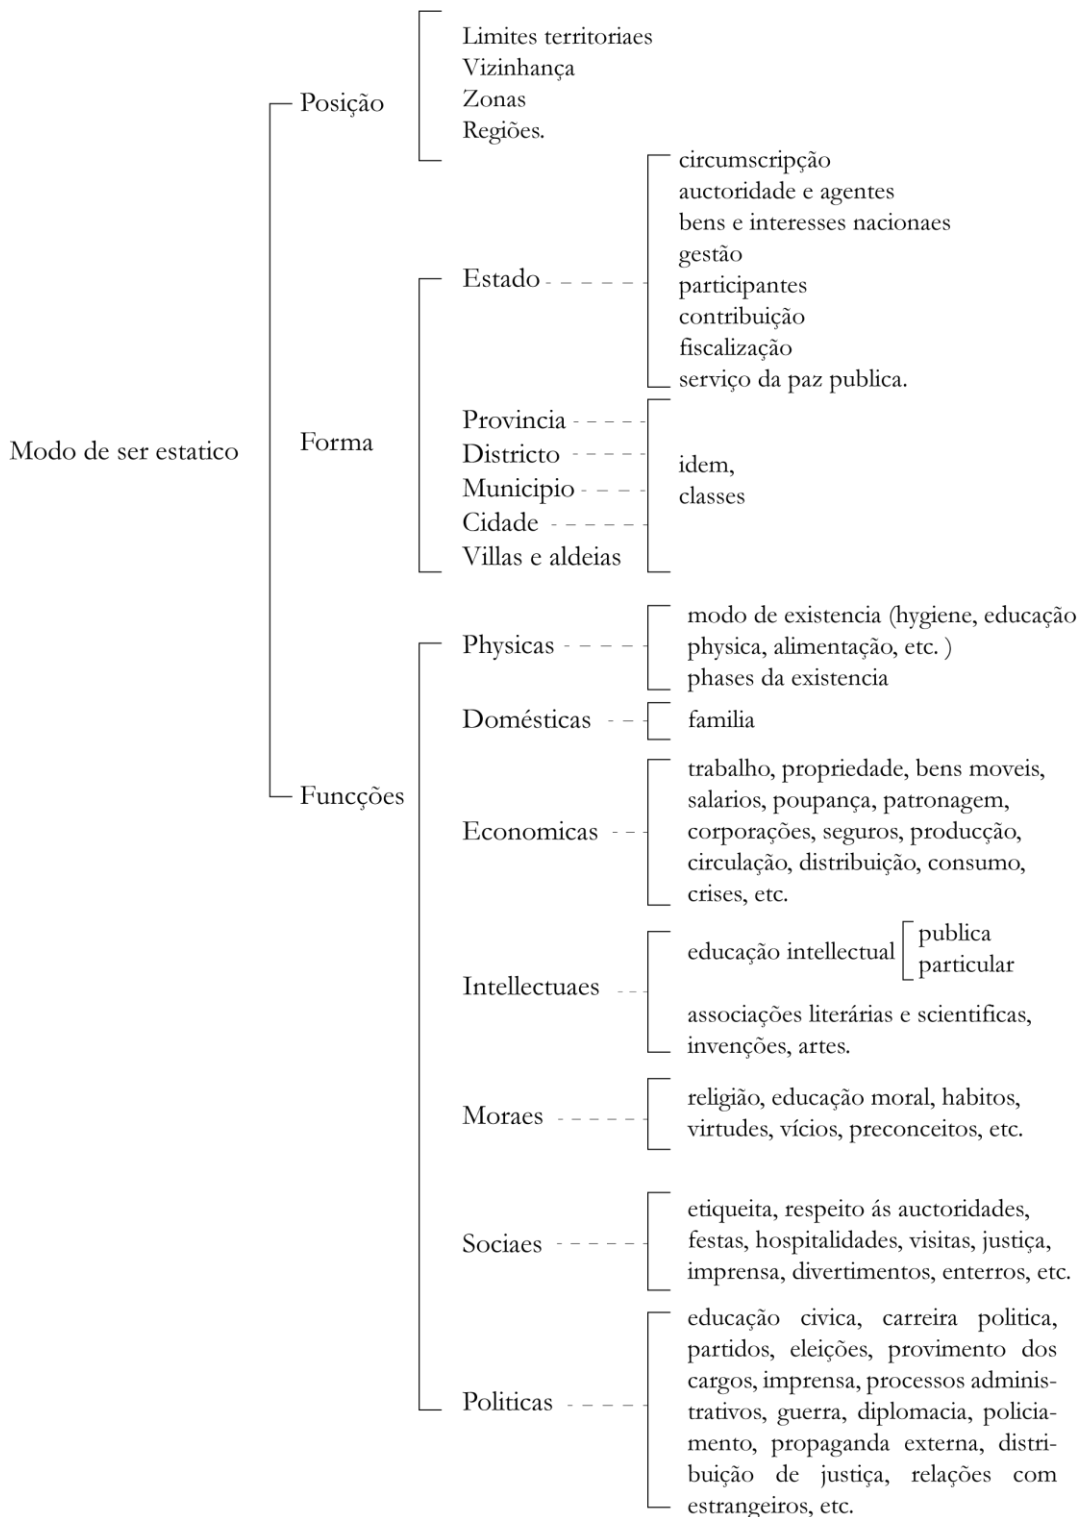 Modo de ser estatico
Posição
Limites territoriaes
Vizinhança
Zonas
Regiões.
Forma
Estado
circumscripção
auctoridade e agentes
bens e interesses nacionaes
gestão
participantes
contribuição
fiscalização
serviço da paz publica.
Provincia
Districto
Municipio
Cidade
Villas e aldeias
idem,
classes
Funcções
Physicas
modo de existencia (hygiene, educação
physica, alimentação, etc. )
phases da existencia
Domésticas
familia
Economicas
trabalho, propriedade, bens moveis,
salarios, poupança, patronagem,
corporações, seguros, producção,
circulação, distribuição, consumo,
crises, etc.
Intellectuaes
educação intellectual
publica
particular
associações literárias e scientificas,
invenções, artes.
Moraes
religião, educação moral, habitos,
virtudes, vícios, preconceitos, etc.
Sociaes
etiqueita, respeito ás auctoridades,
festas, hospitalidades, visitas, justiça,
imprensa, divertimentos, enterros, etc.
Politicas
educação civica, carreira politica,
partidos, eleições, provimento dos
cargos, imprensa, processos adminis-
trativos, guerra, diplomacia, policia-
mento, propaganda externa, distri-
buição de justiça, relações com
estrangeiros, etc.